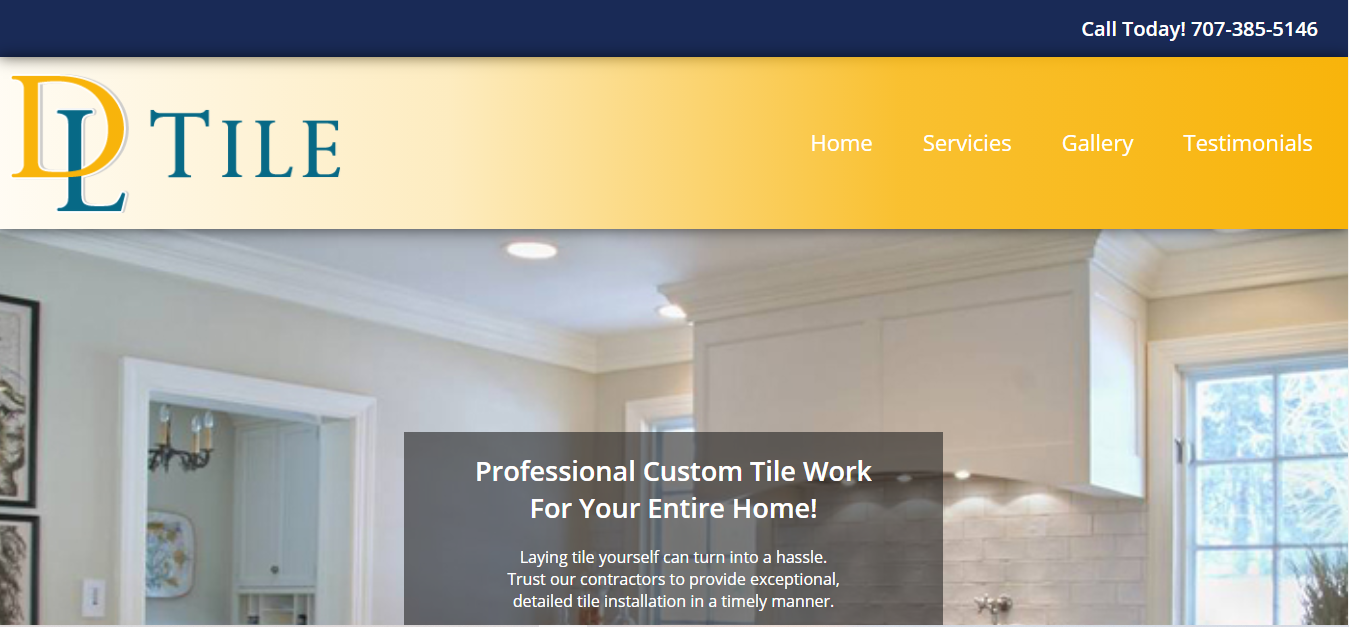 Call Today! 707-385-5146
DL TILE
Home Servicies Gallery Testimonials
Professional Custom Tile Work
For Your Entire Home!
Laying tile yourself can turn into a hassle.
Trust our contractors to provide exceptional,
detailed tile installation in a timely manner.